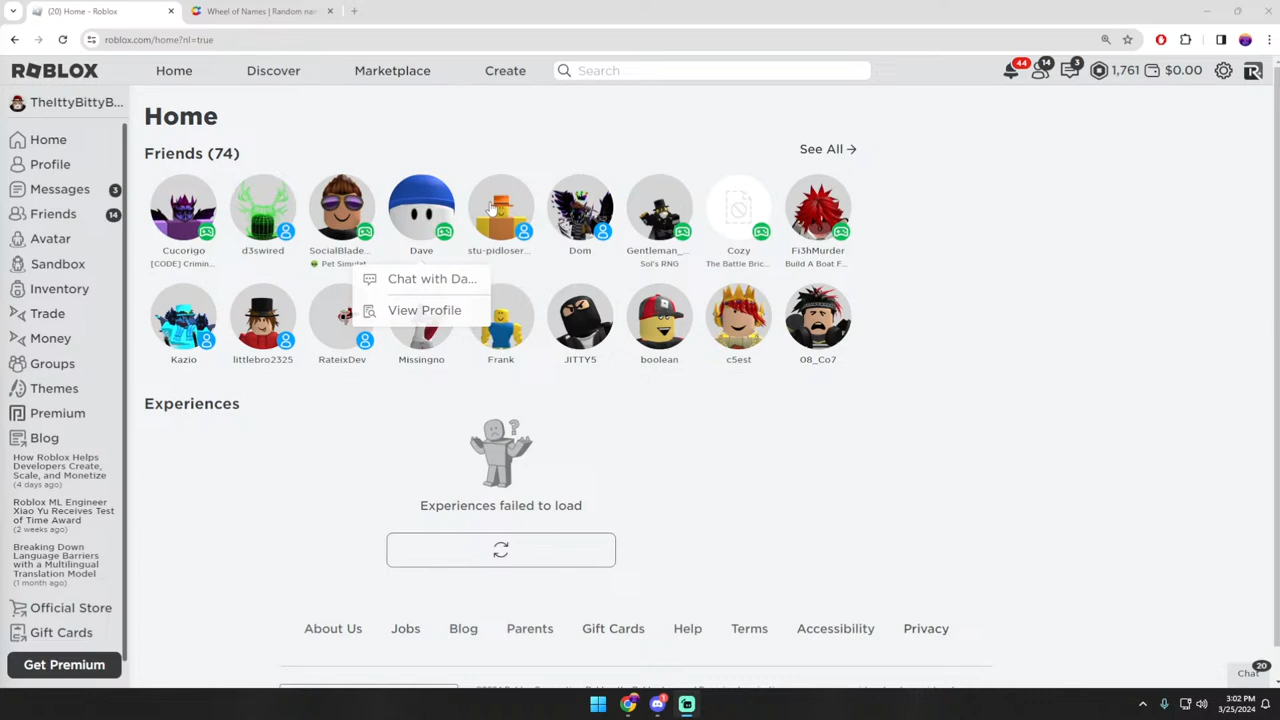 (20) Home - Roblox
Wheel of Names | Random nam
roblox.com/home?nl=true
ROBLOX
Home
Discover
Marketplace
Create
Search
44
14
3
1,761
$0.00
TheIttyBittyB...
Home
Profile
Messages
3
Friends
14
Avatar
Sandbox
Inventory
Trade
Money
Groups
Themes
Premium
Blog
How Roblox Helps
Developers Create,
Scale, and Monetize
(4 days ago)
Roblox ML Engineer
Xiao Yu Receives Test
of Time Award
(2 weeks ago)
Breaking Down
Language Barriers
with a Multilingual
Translation Model
(1 month ago)
Official Store
Gift Cards
Get Premium
Home
Friends (74)
See All →
Cucorigo
d3swired
SocialBlade...
Dave
stu-pidloser...
Dom
Gentleman_...
Cozy
Fi3hMurder
[CODE] Crimin...
Pet Simulat
Sol's RNG
The Battle Bric...
Build A Boat F...
Chat with Da...
View Profile
Kazio
littlebro2325
RateixDev
Missingno
Frank
JITTY5
boolean
c5est
08_Co7
Experiences
Experiences failed to load
About Us
Jobs
Blog
Parents
Gift Cards
Help
Terms
Accessibility
Privacy
Chat
20
3:02 PM
3/25/2024